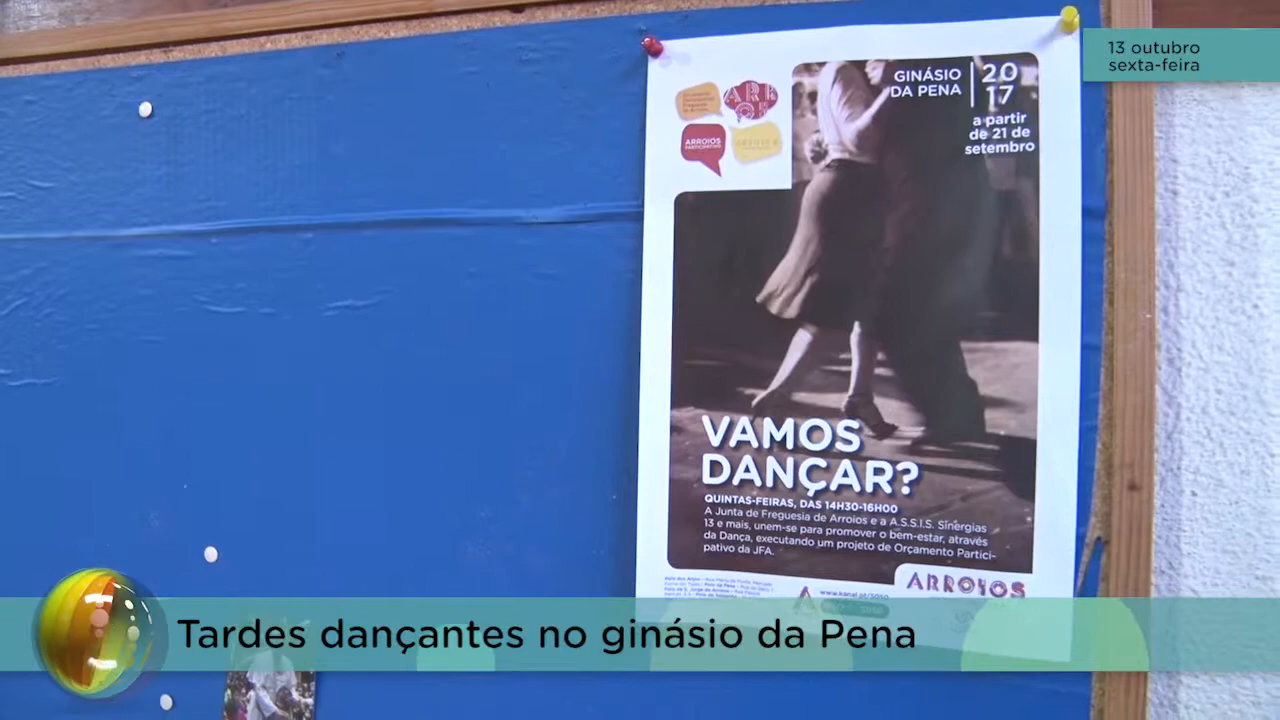 13 outubro
sexta-feira
GINÁSIO
DA PENA
20
17
a partir
de 21 de
setembro
ARROIOS
PARTICIPATIVO
VAMOS
DANÇAR?
QUINTAS-FEIRAS, DAS 14H30-16H00
A Junta de Freguesia de Arroios e a A.S.S.I.S. Sinergias
13 e mais, unem-se para promover o bem-estar, através
da Dança, executando um projeto de Orçamento Partici-
pativo da JFA.
ARROIOS
Tardes dançantes no ginásio da Pena